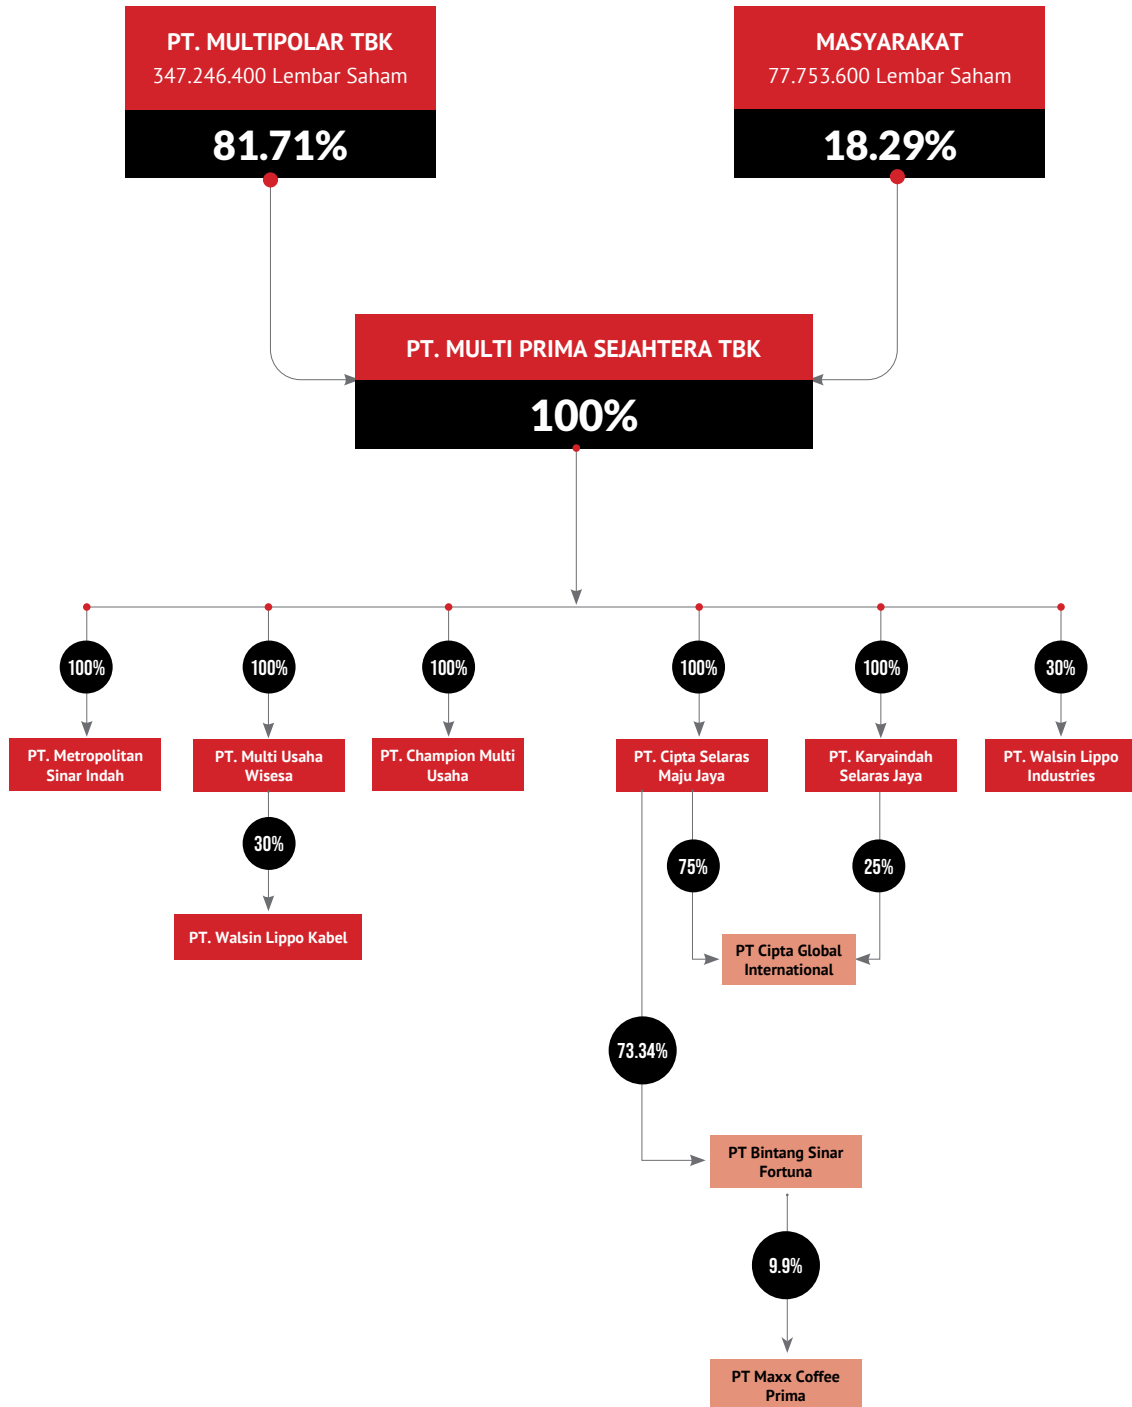 PT. MULTIPOLAR TBK
347.246.400 Lembar Saham
81.71%
MASYARAKAT
77.753.600 Lembar Saham
18.29%
PT. MULTI PRIMA SEJAHTERA TBK
100%
100%
100%
100%
100%
100%
30%
PT. Metropolitan
Sinar Indah
PT. Multi Usaha
Wisesa
PT. Champion Multi
Usaha
PT. Cipta Selaras
Maju Jaya
PT. Karyaindah
Selaras Jaya
PT. Walsin Lippo
Industries
30%
75%
25%
PT. Walsin Lippo Kabel
PT Cipta Global
International
73.34%
PT Bintang Sinar
Fortuna
9.9%
PT Maxx Coffee
Prima